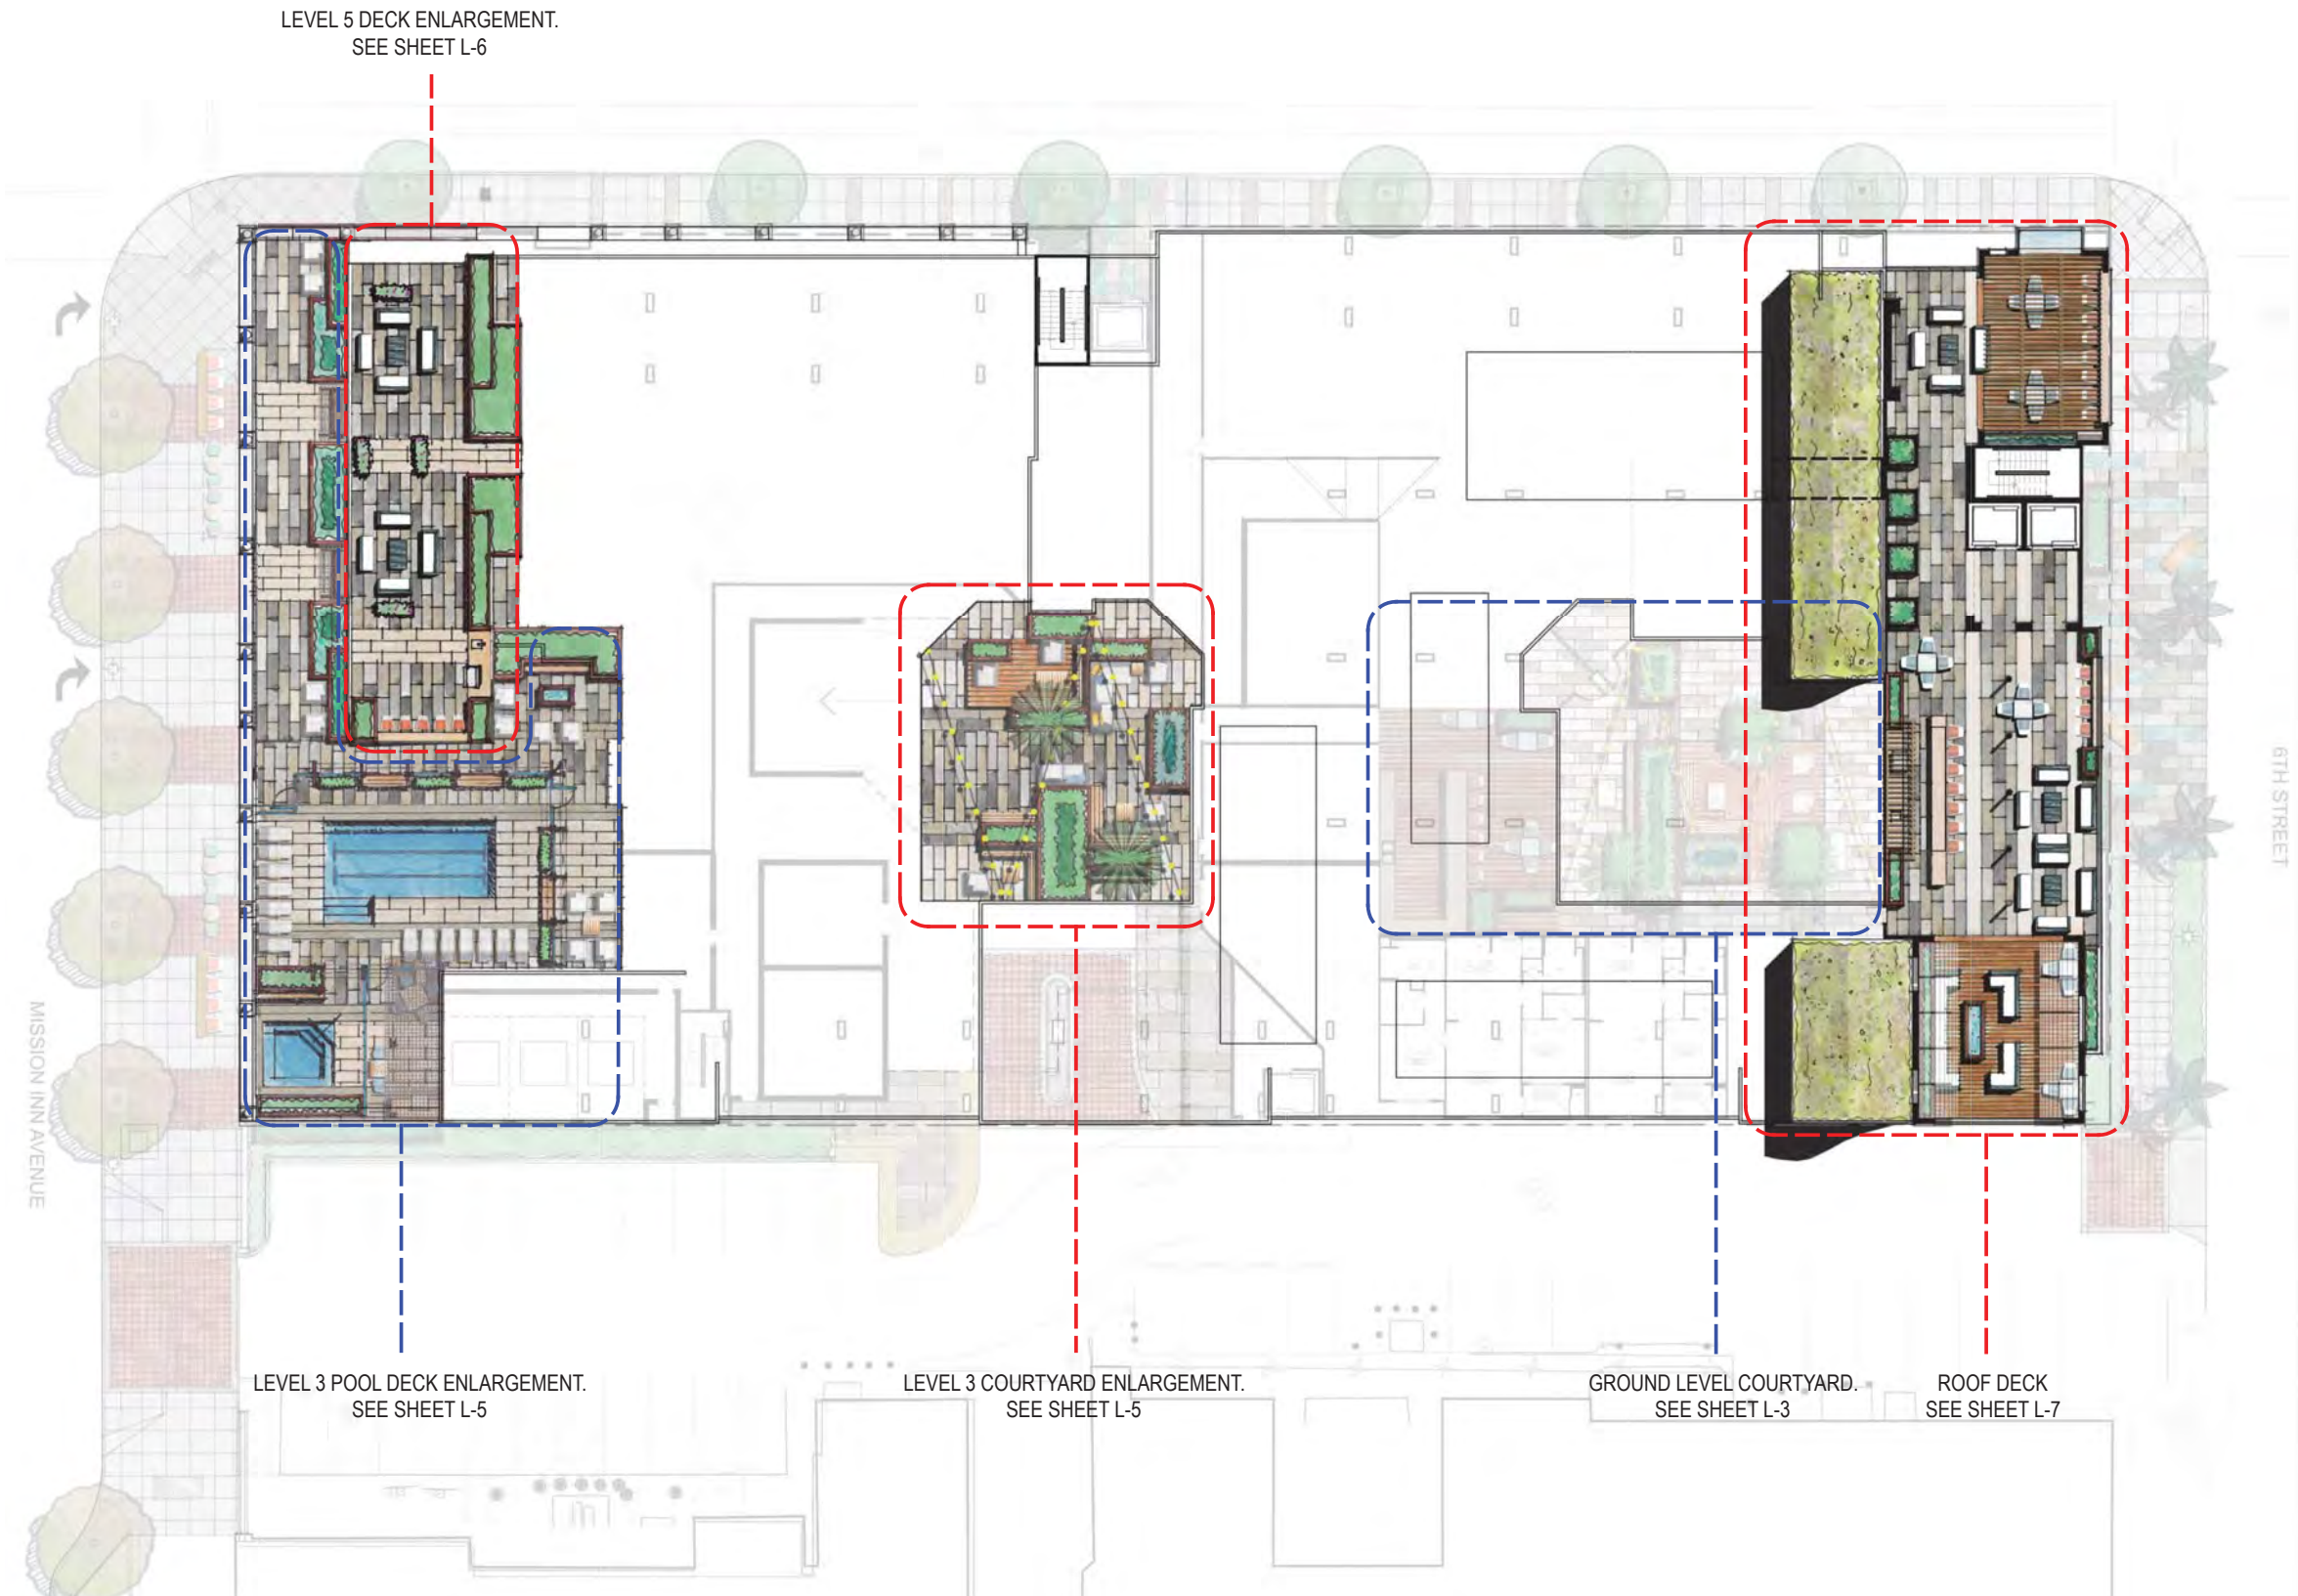 LEVEL 5 DECK ENLARGEMENT.
SEE SHEET L-6
MISSION INN AVENUE
6TH STREET
LEVEL 3 POOL DECK ENLARGEMENT.
SEE SHEET L-5
LEVEL 3 COURTYARD ENLARGEMENT.
SEE SHEET L-5
GROUND LEVEL COURTYARD.
SEE SHEET L-3
ROOF DECK
SEE SHEET L-7